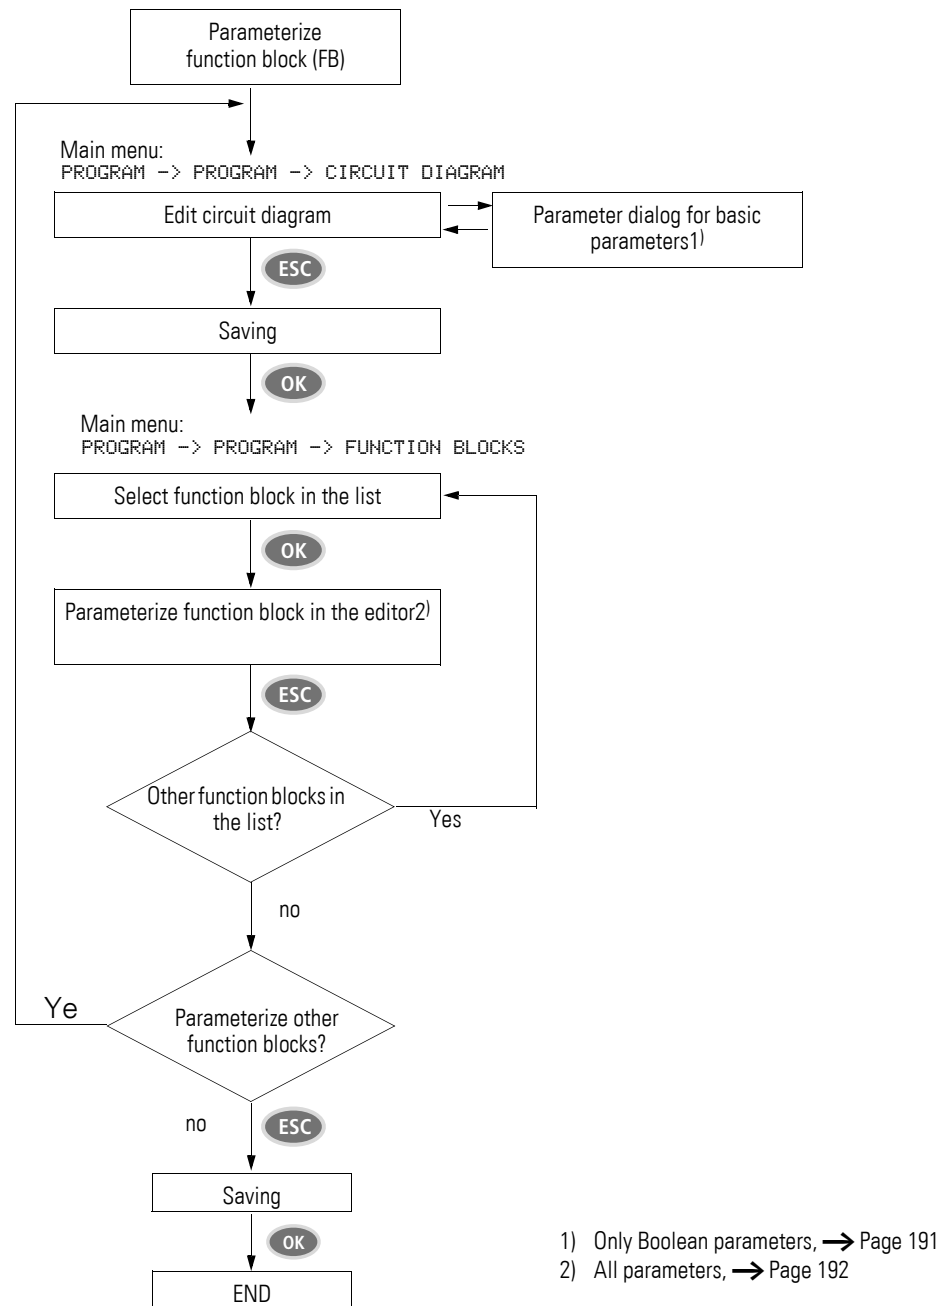 Parameterize
function block (FB)
Main menu:
PROGRAM -> PROGRAM -> CIRCUIT DIAGRAM
Edit circuit diagram
Parameter dialog for basic
parameters1)
ESC
Saving
OK
Main menu:
PROGRAM -> PROGRAM -> FUNCTION BLOCKS
Select function block in the list
OK
Parameterize function block in the editor2)
ESC
Other function blocks in
the list?
Yes
no
Ye
Parameterize other
function blocks?
no
ESC
Saving
OK
END
1) Only Boolean parameters, → Page 191
2) All parameters, → Page 192